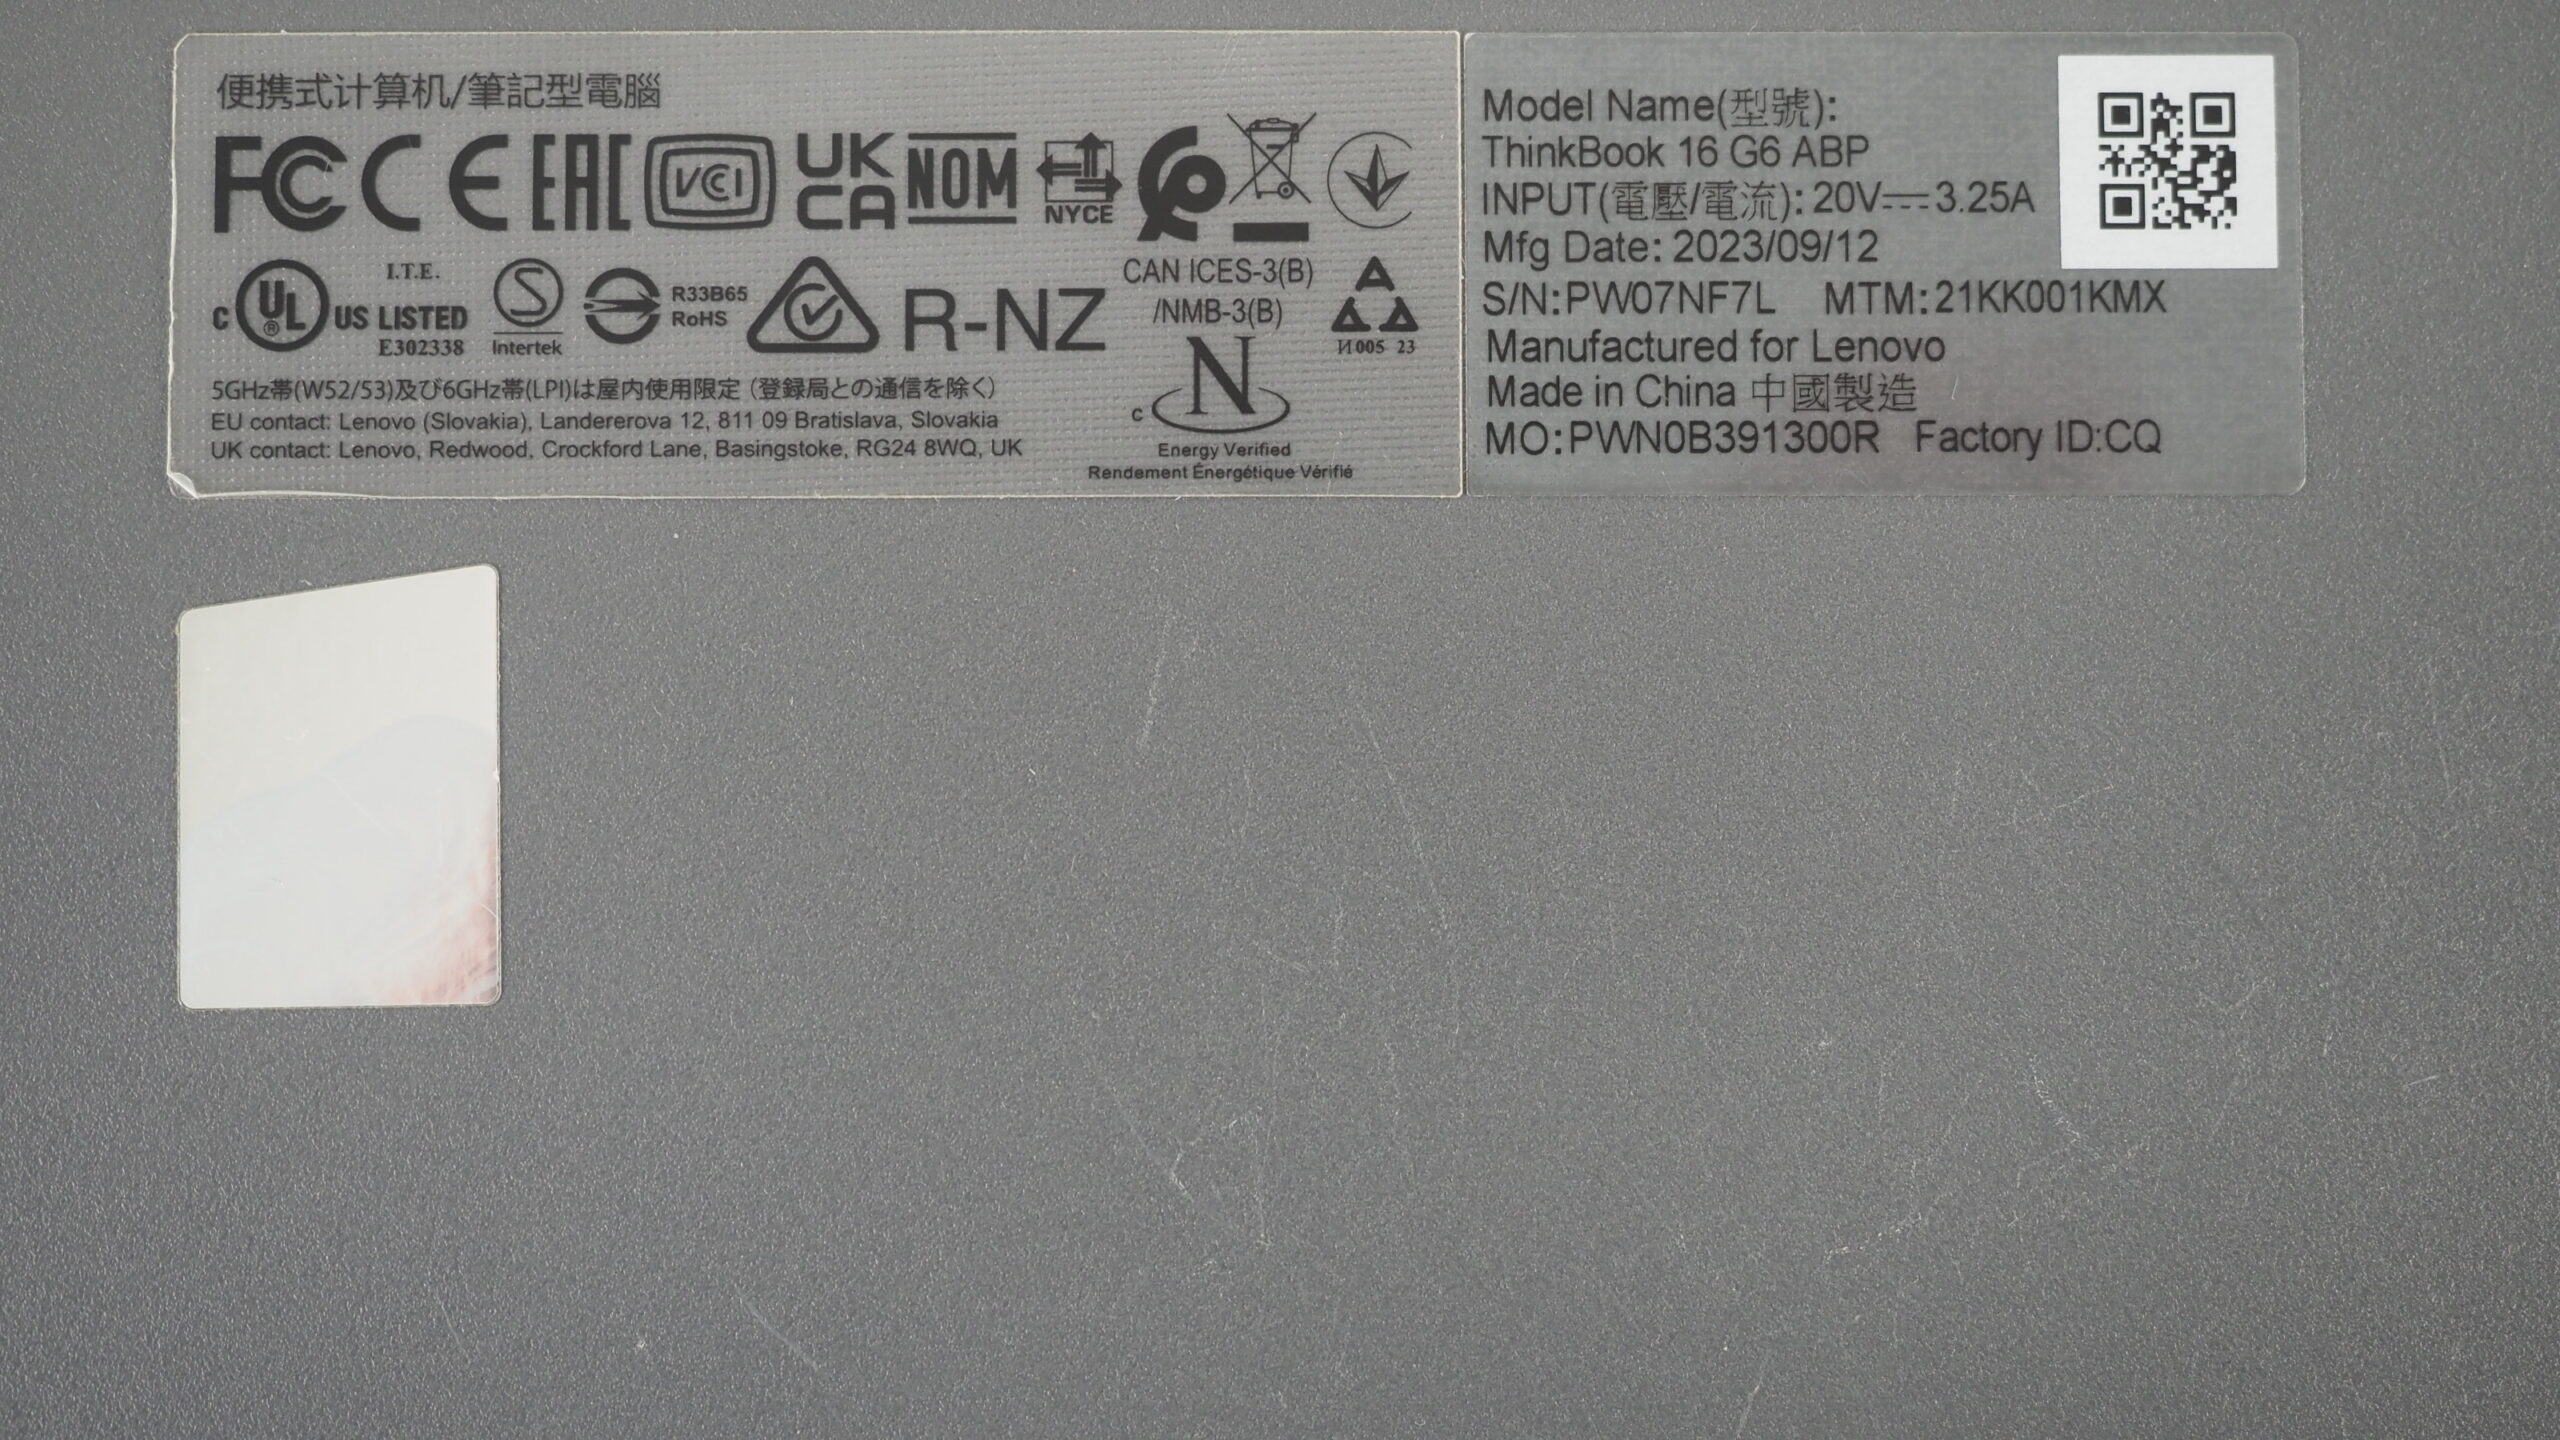 便携式计算机/筆記型電腦
FC CE EAC VCCI UK CA NOM NYCE
c UL US LISTED I.T.E. E302338
S Intertek
R33B65
RoHS
R-NZ
CAN ICES-3(B)
/NMB-3(B)
И005 23
5GHz帯(W52/53)及び6GHz帯(LPI)は屋内使用限定（登録局との通信を除く）
EU contact: Lenovo (Slovakia), Landererova 12, 811 09 Bratislava, Slovakia
UK contact: Lenovo, Redwood, Crockford Lane, Basingstoke, RG24 8WQ, UK
c N
Energy Verified
Rendement Énergétique Vérifié
Model Name(型號):
ThinkBook 16 G6 ABP
INPUT(電壓/電流): 20V⎓3.25A
Mfg Date: 2023/09/12
S/N:PW07NF7L MTM:21KK001KMX
Manufactured for Lenovo
Made in China 中國製造
MO:PWN0B391300R Factory ID:CQ